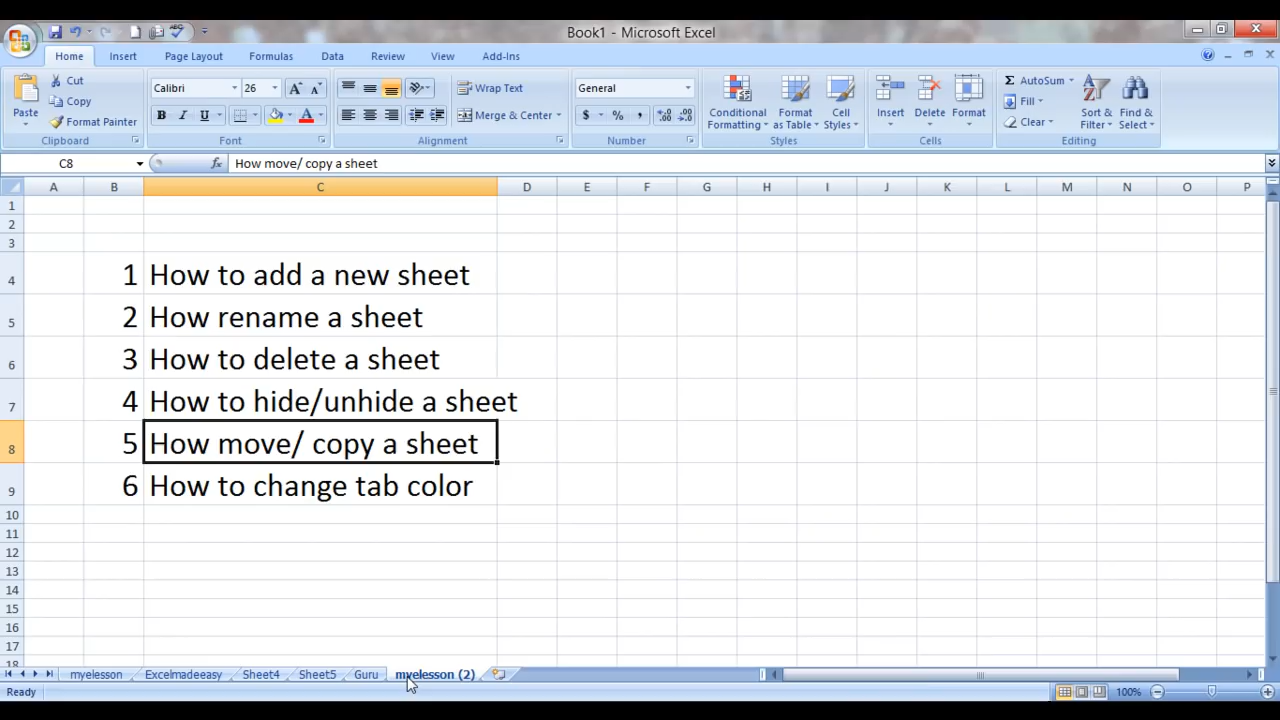 Book1 - Microsoft Excel
Home Insert Page Layout Formulas Data Review View Add-Ins
Cut
Copy
Format Painter
Paste
Clipboard
Calibri 26
B I U A
Font
Wrap Text
Merge & Center
Alignment
General
$ % ,
Number
Conditional Formatting
Format as Table
Cell Styles
Styles
Insert Delete Format
Cells
AutoSum
Fill
Clear
Sort & Filter
Find & Select
Editing
C8 fx How move/ copy a sheet
A B C D E F G H I J K L M N O P
1
2
3
4 1 How to add a new sheet
5 2 How rename a sheet
6 3 How to delete a sheet
7 4 How to hide/unhide a sheet
8 5 How move/ copy a sheet
9 6 How to change tab color
10
11
12
13
14
15
16
17
18
myelesson Excelmadeeasy Sheet4 Sheet5 Guru myelesson (2)
Ready 100%